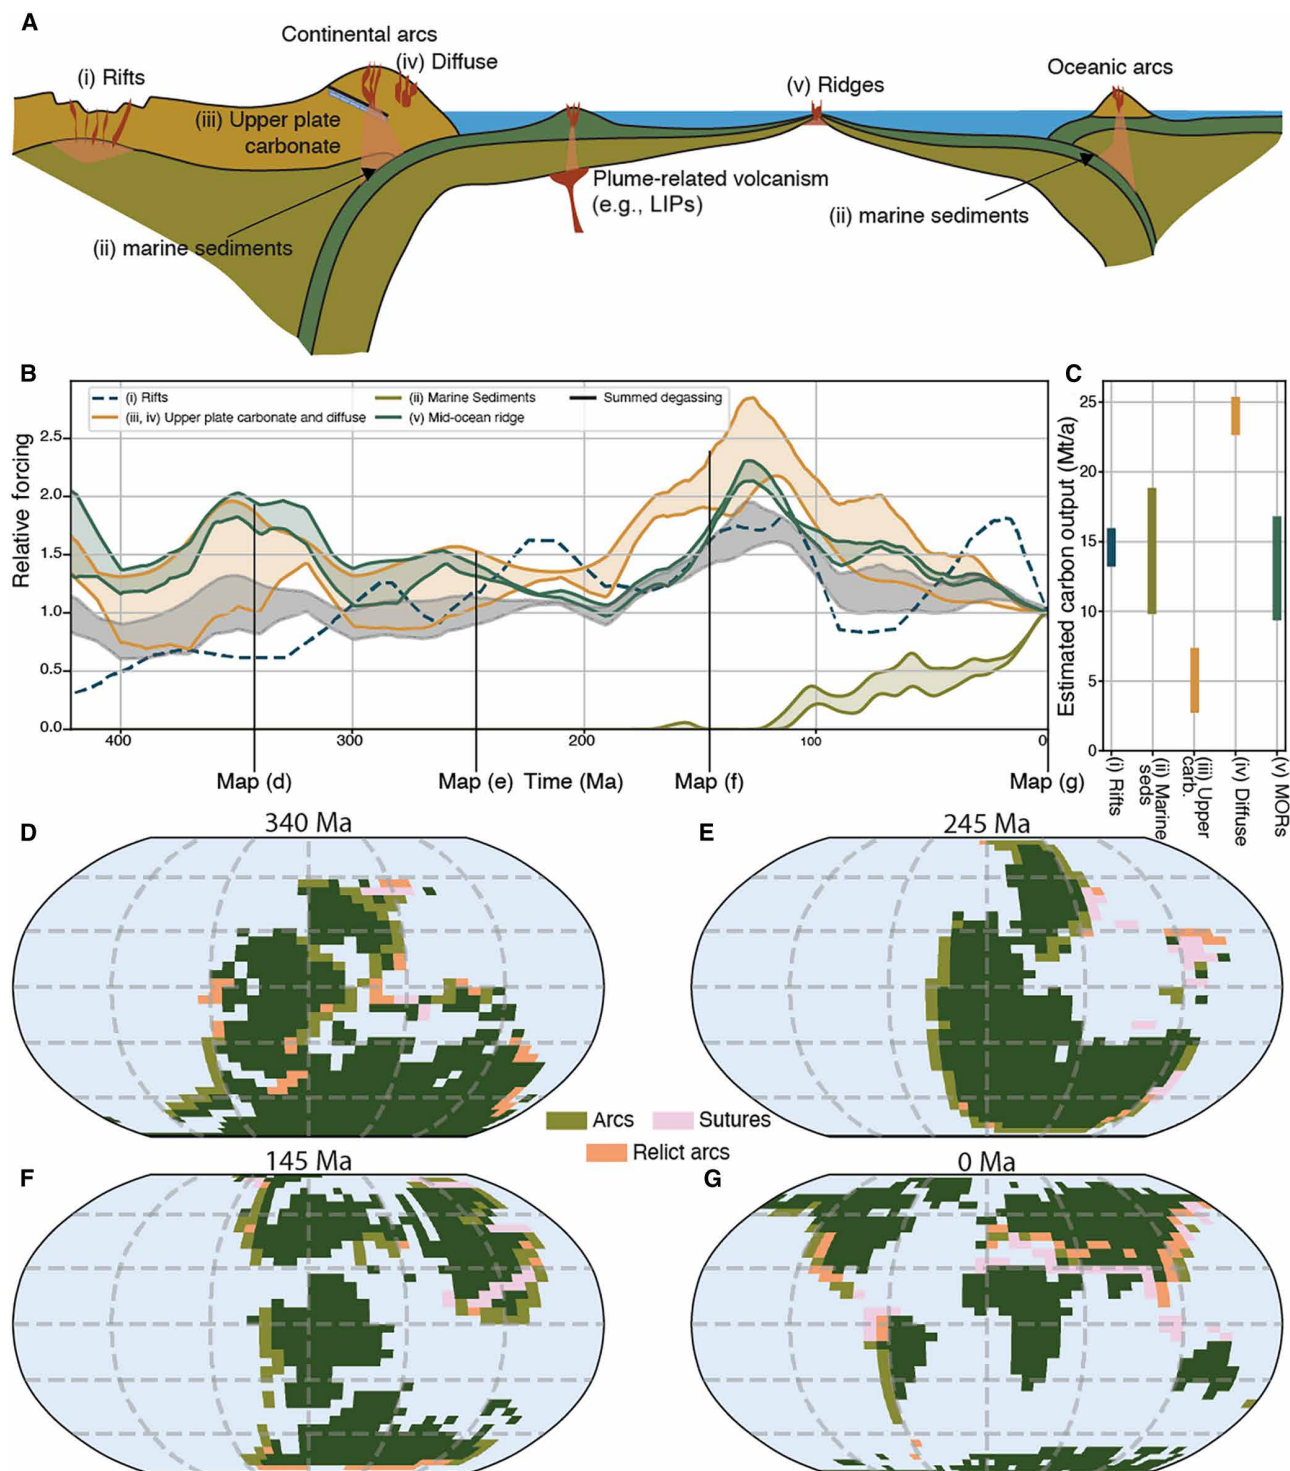 A
Continental arcs
(i) Rifts
(iv) Diffuse
(iii) Upper plate
carbonate
(v) Ridges
Oceanic arcs
Plume-related volcanism
(e.g., LIPs)
(ii) marine sediments
(ii) marine sediments
B
(i) Rifts
(ii) Marine Sediments
Summed degassing
(iii, iv) Upper plate carbonate and diffuse
(v) Mid-ocean ridge
Relative forcing
2.5
2.0
1.5
1.0
0.5
0.0
400
300
200
100
0
Map (d)
Map (e)
Time (Ma)
Map (f)
Map (g)
C
Estimated carbon output (Mt/a)
25
20
15
10
5
0
(i) Rifts
(ii) Marine
seds
(iii) Upper
carb.
(iv) Diffuse
(v) MORs
D
340 Ma
E
245 Ma
Arcs
Sutures
Relict arcs
F
145 Ma
G
0 Ma